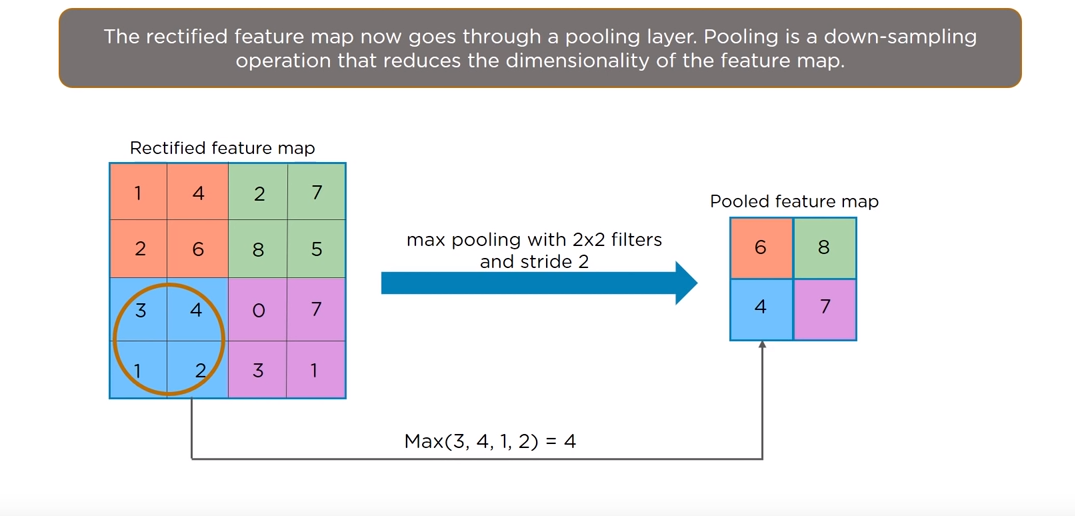 The rectified feature map now goes through a pooling layer. Pooling is a down-sampling
operation that reduces the dimensionality of the feature map.
Rectified feature map
1 4 2 7
2 6 8 5
3 4 0 7
1 2 3 1
max pooling with 2x2 filters
and stride 2
Pooled feature map
6 8
4 7
Max(3, 4, 1, 2) = 4